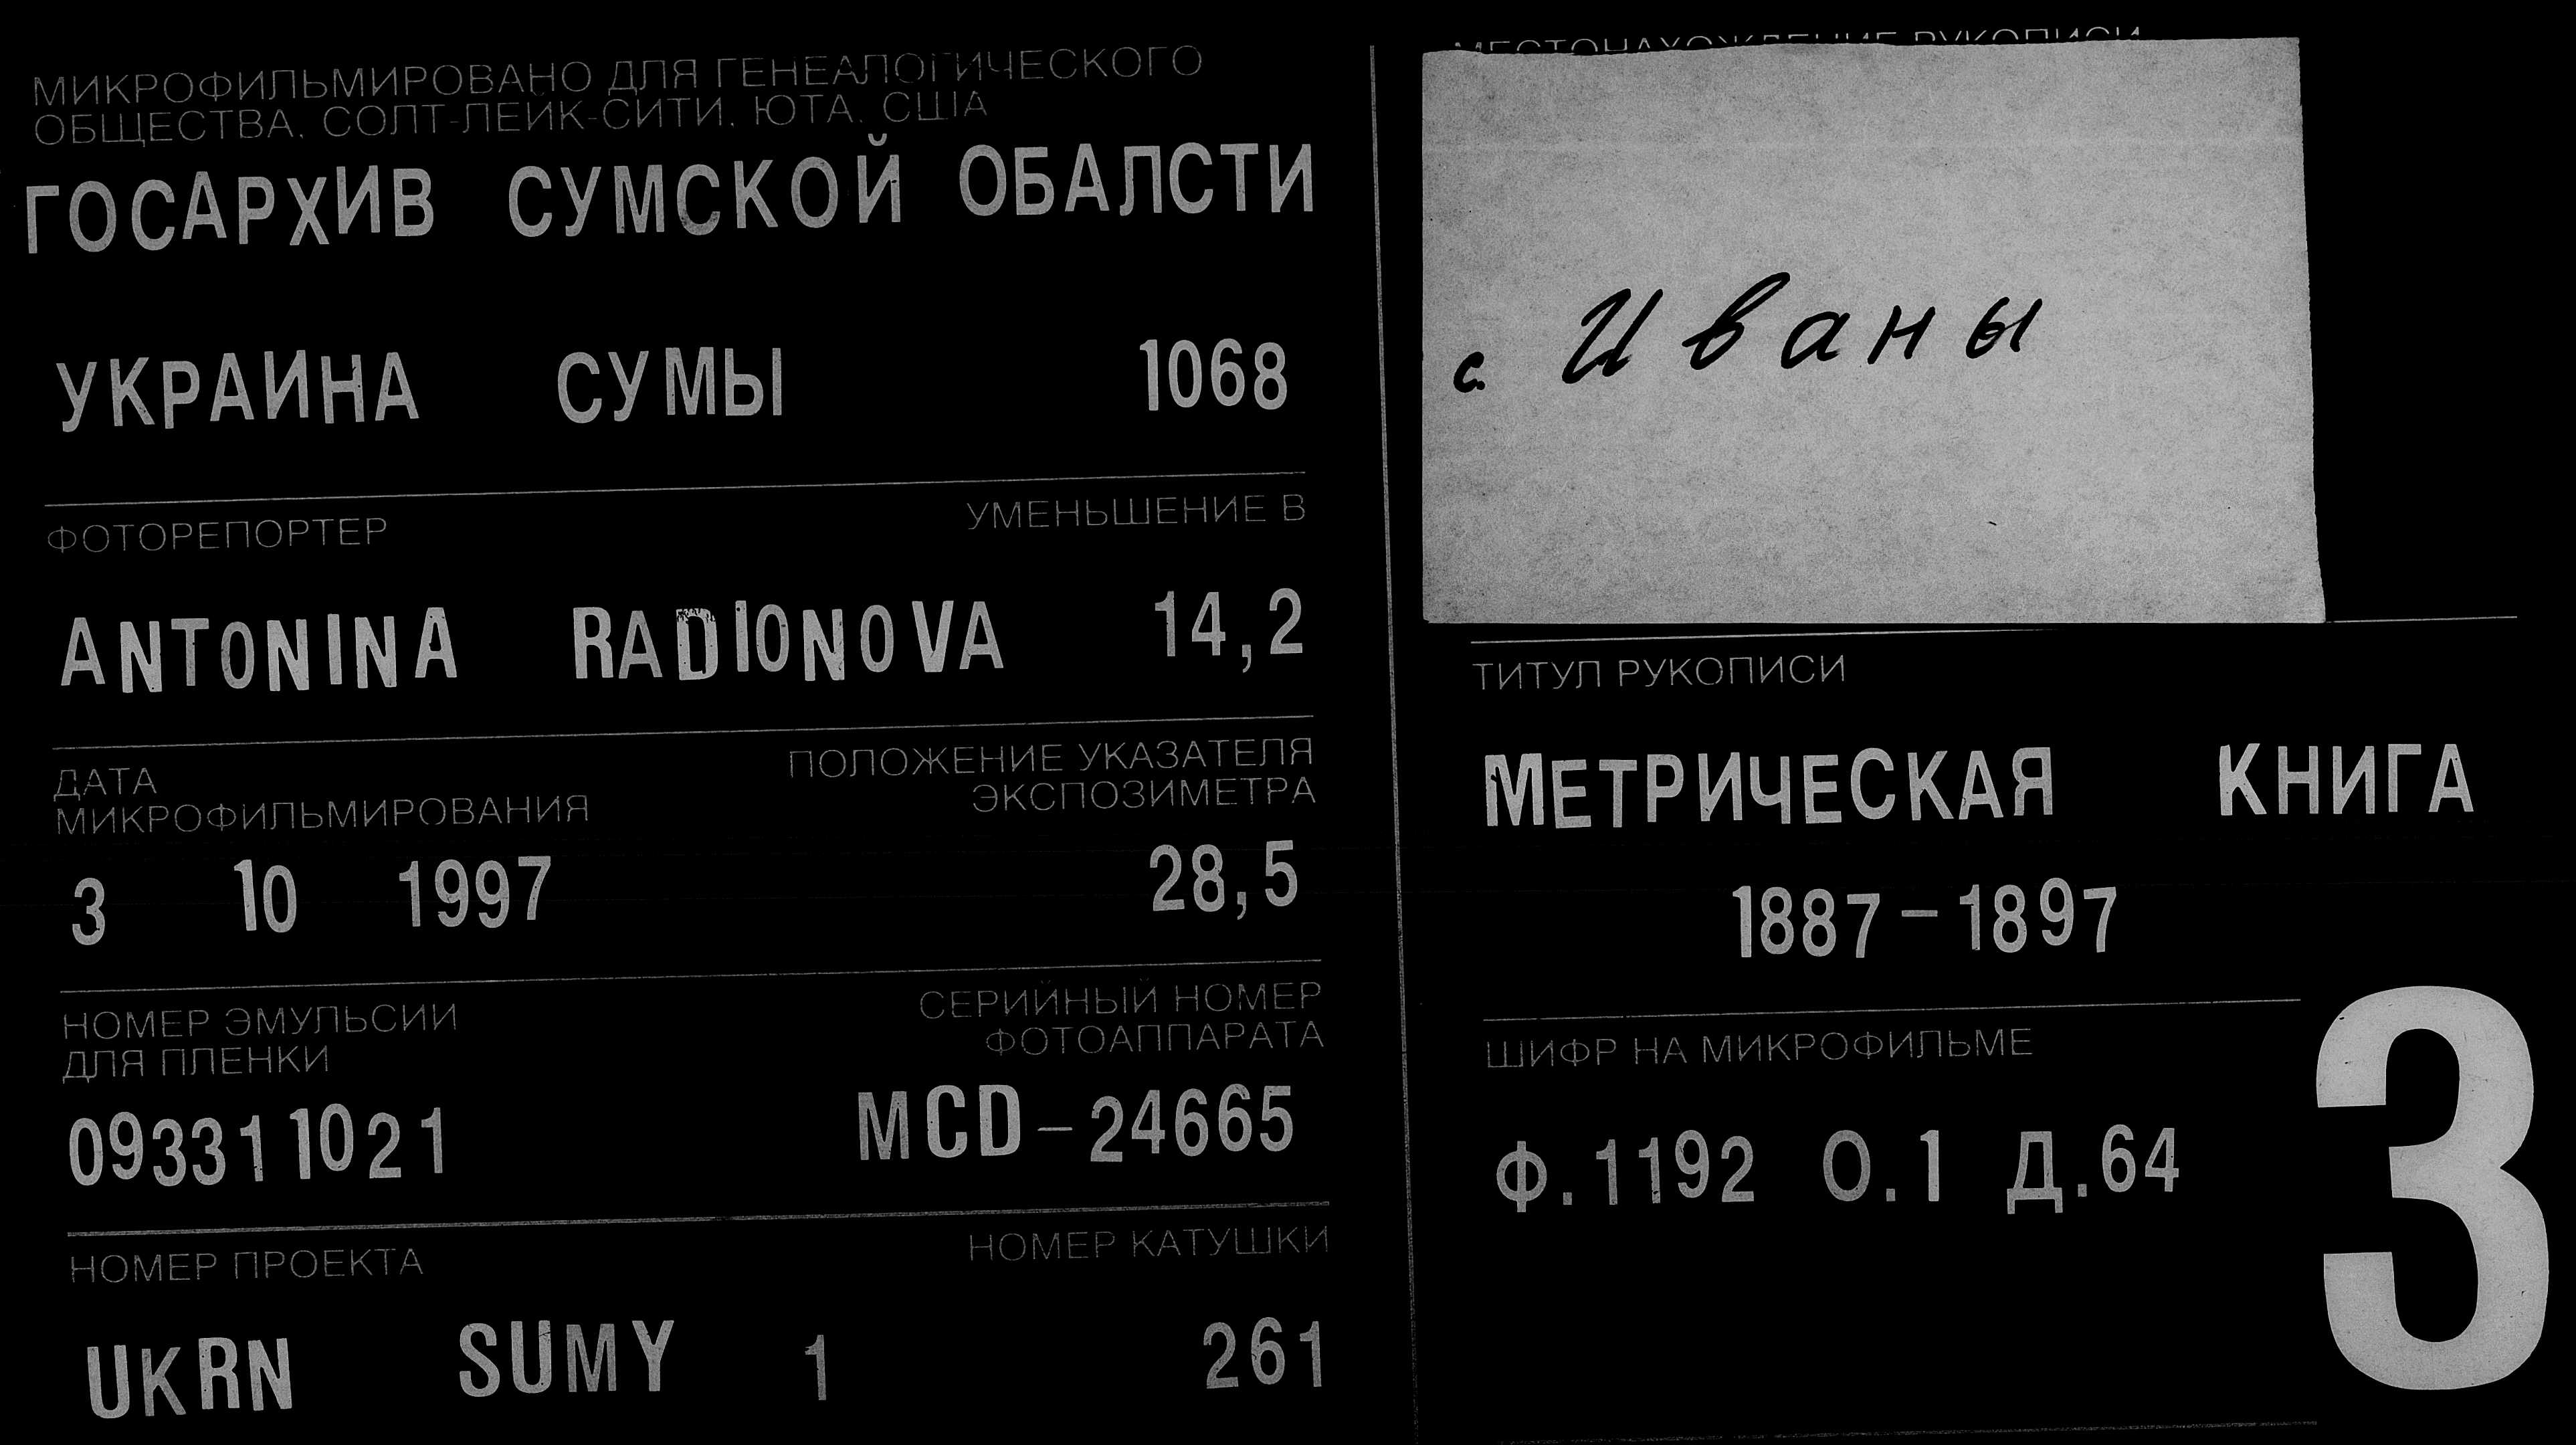 МИКРОФИЛЬМИРОВАНО ДЛЯ ГЕНЕАЛОГИЧЕСКОГО
ОБЩЕСТВА, СОЛТ-ЛЕЙК-СИТИ, ЮТА, США
ГОСАРХИВ СУМСКОЙ ОБАЛСТИ
УКРАИНА СУМЫ 1068
ФОТОРЕПОРТЕР УМЕНЬШЕНИЕ В
ANTONINA RADIONOVA 14,2
ДАТА
МИКРОФИЛЬМИРОВАНИЯ
ПОЛОЖЕНИЕ УКАЗАТЕЛЯ
ЭКСПОЗИМЕТРА
3 10 1997 28,5
НОМЕР ЭМУЛЬСИИ
ДЛЯ ПЛЕНКИ
СЕРИЙНЫЙ НОМЕР
ФОТОАППАРАТА
093311021 MCD-24665
НОМЕР ПРОЕКТА НОМЕР КАТУШКИ
UKRN SUMY 1 261
МЕСТОНАХОЖДЕНИЕ РУКОПИСИ
с. Иваны
ТИТУЛ РУКОПИСИ
МЕТРИЧЕСКАЯ КНИГА
1887-1897
ШИФР НА МИКРОФИЛЬМЕ
Ф.1192 О.1 Д.64
3